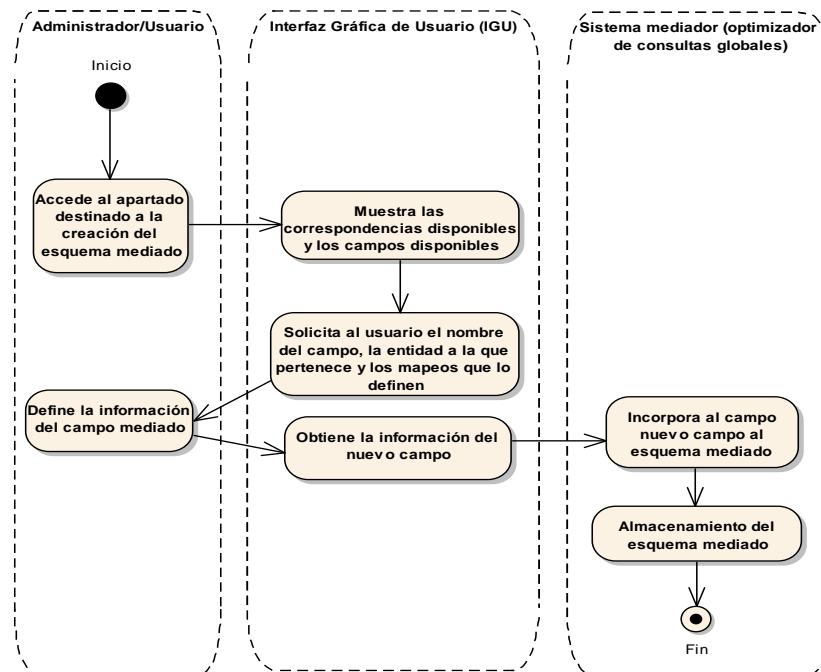 Administrador/Usuario
Interfaz Gráfica de Usuario (IGU)
Sistema mediador (optimizador
de consultas globales)
Inicio
Accede al apartado
destinado a la
creación del
esquema mediado
Muestra las
correspondencias disponibles
y los campos disponibles
Solicita al usuario el nombre
del campo, la entidad a la que
pertenece y los mapeos que lo
definen
Define la información
del campo mediado
Obtiene la información del
nuevo campo
Incorpora al campo
nuevo campo al
esquema mediado
Almacenamiento del
esquema mediado
Fin